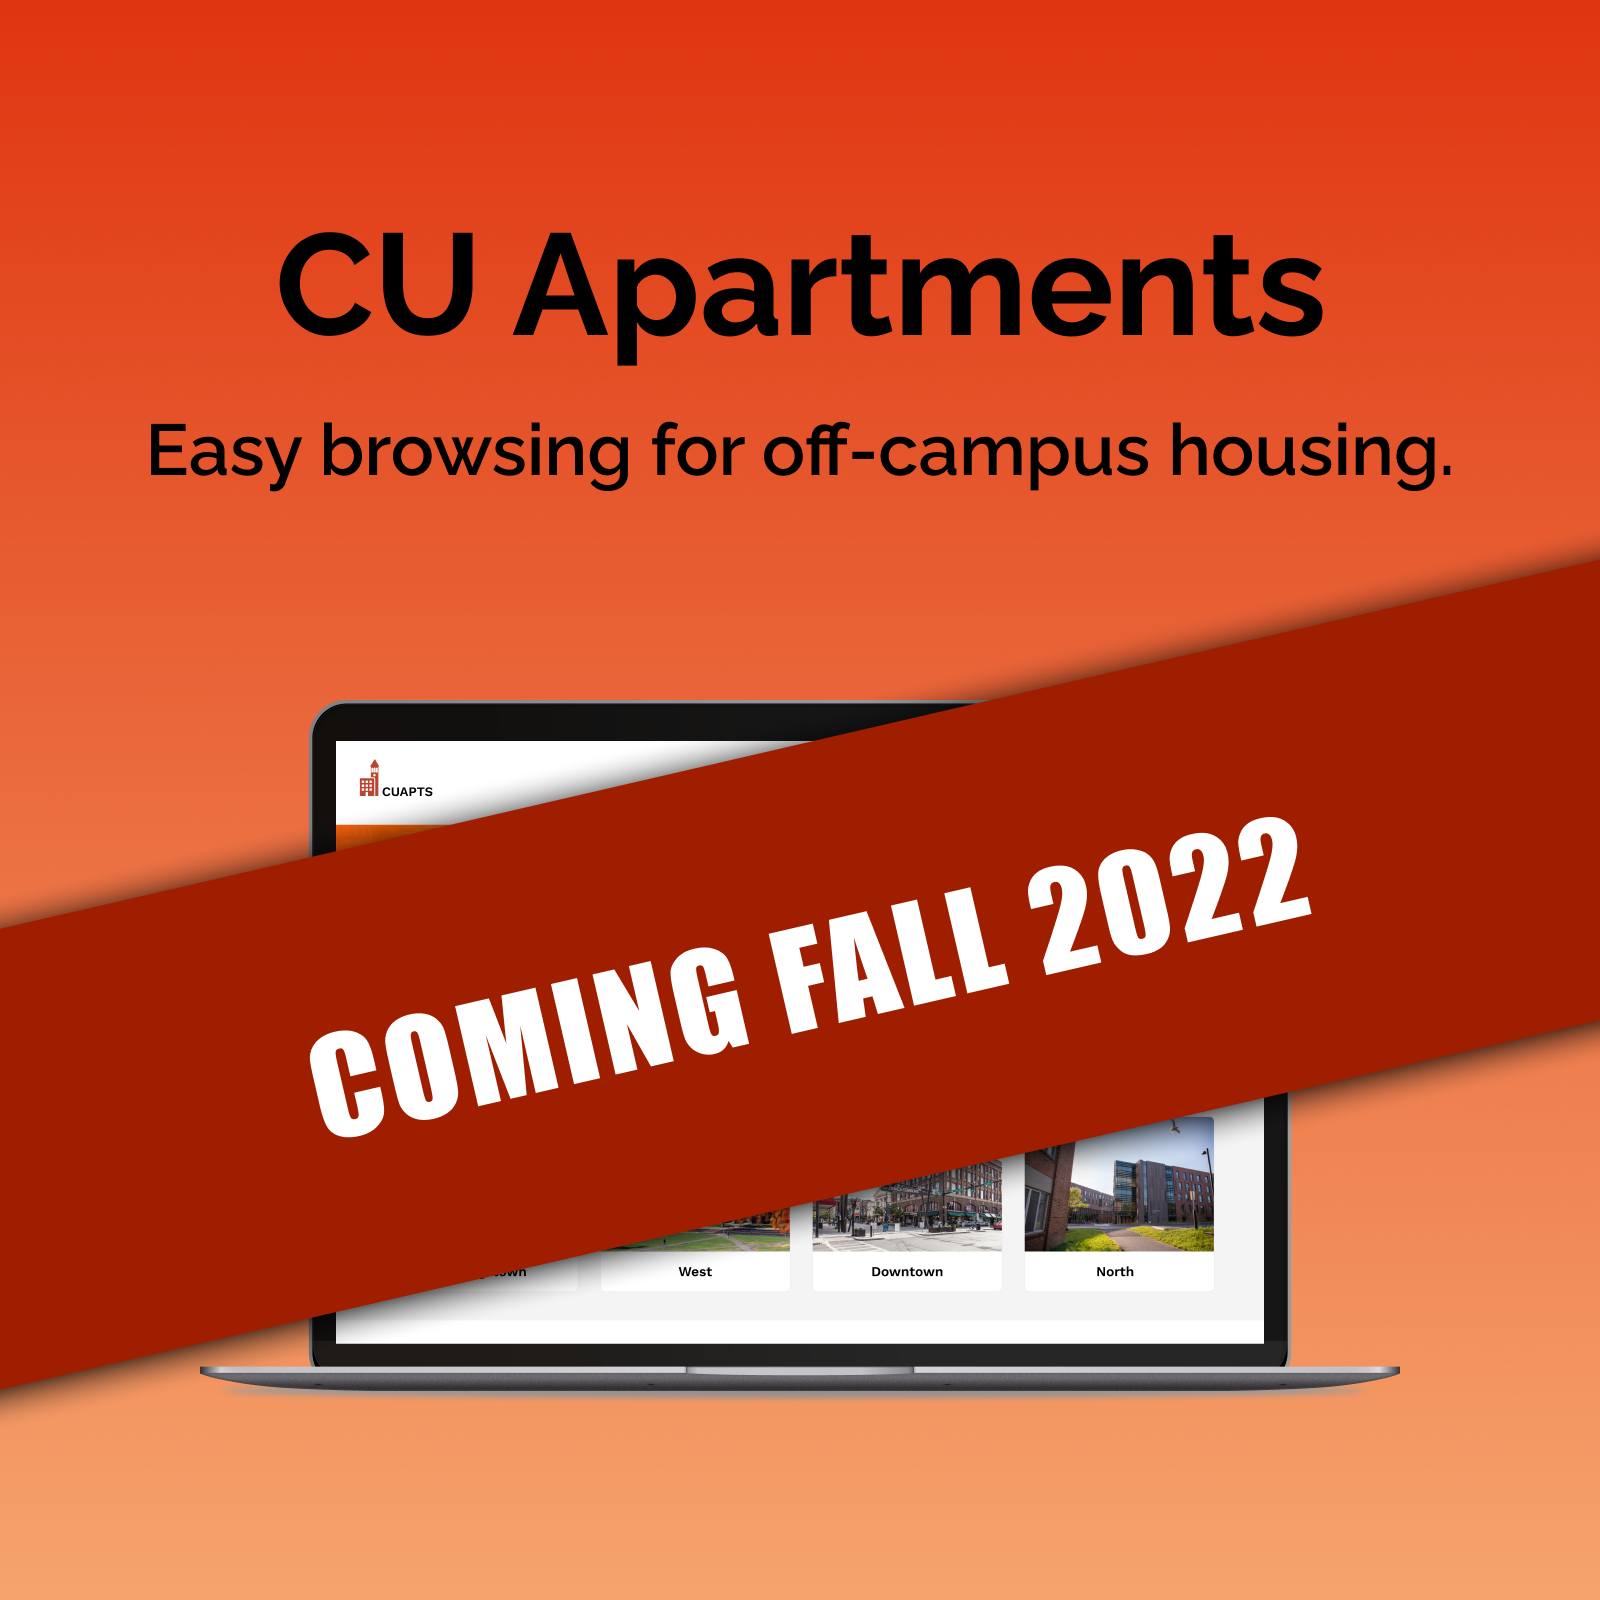 CU Apartments
Easy browsing for off-campus housing.
CUAPTS
COMING FALL 2022
West
Downtown
North